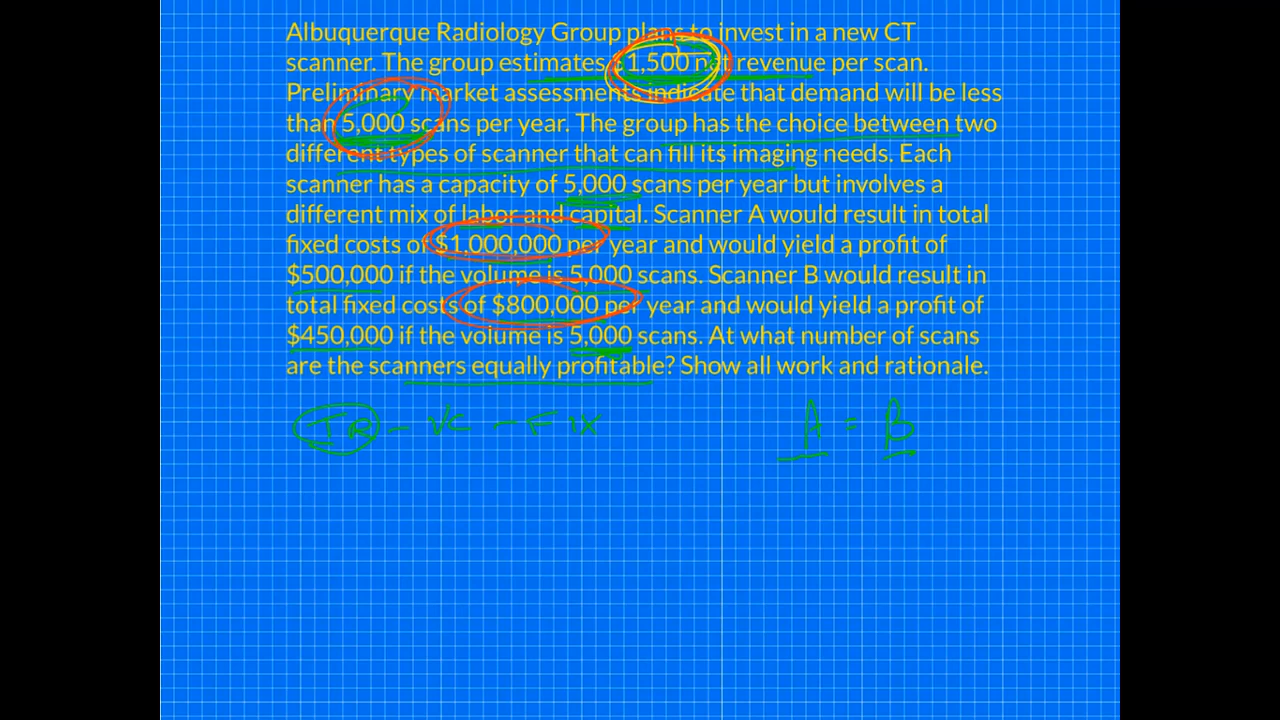 Albuquerque Radiology Group plans to invest in a new CT
scanner. The group estimates $1,500 net revenue per scan.
Preliminary market assessments indicate that demand will be less
than 5,000 scans per year. The group has the choice between two
different types of scanner that can fill its imaging needs. Each
scanner has a capacity of 5,000 scans per year but involves a
different mix of labor and capital. Scanner A would result in total
fixed costs of $1,000,000 per year and would yield a profit of
$500,000 if the volume is 5,000 scans. Scanner B would result in
total fixed costs of $800,000 per year and would yield a profit of
$450,000 if the volume is 5,000 scans. At what number of scans
are the scanners equally profitable? Show all work and rationale.
TR - VC - FIX A = B